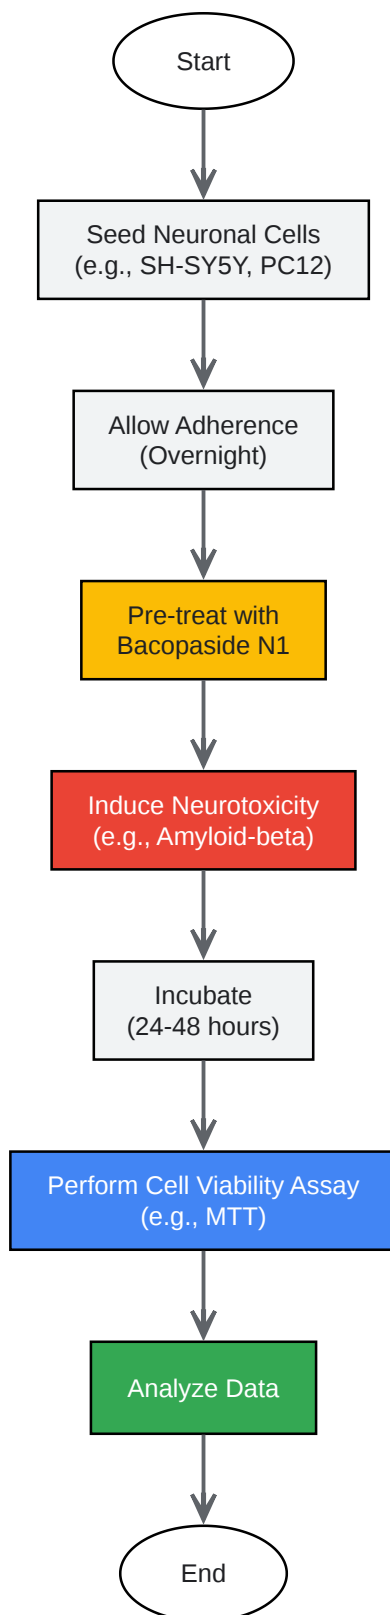 Start
Seed Neuronal Cells
(e.g., SH-SY5Y, PC12)
Allow Adherence
(Overnight)
Pre-treat with
Bacopaside N1
Induce Neurotoxicity
(e.g., Amyloid-beta)
Incubate
(24-48 hours)
Perform Cell Viability Assay
(e.g., MTT)
Analyze Data
End